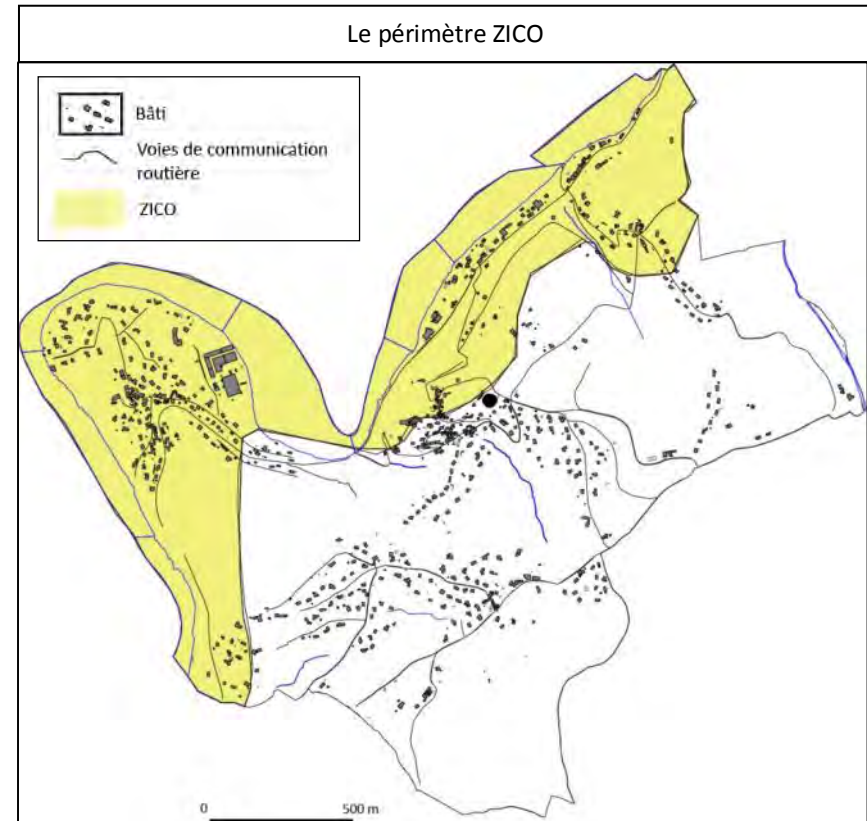 Le périmètre ZICO
Bâti
Voies de communication
routière
ZICO
0 500 m